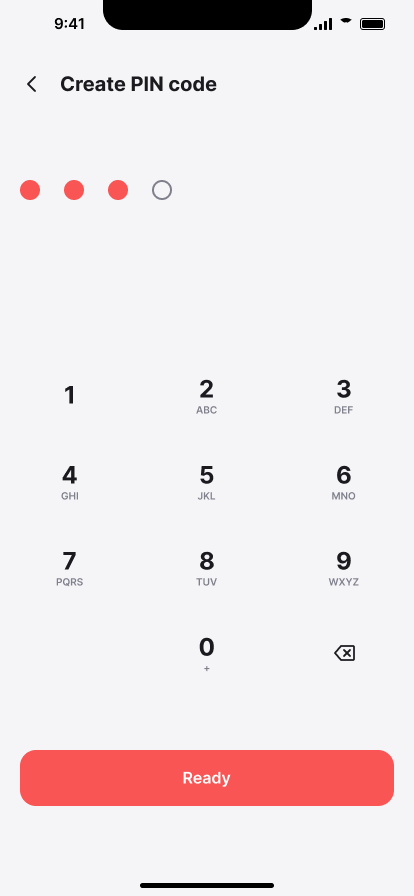 9:41
Create PIN code
1 2 3
ABC DEF
4 5 6
GHI JKL MNO
7 8 9
PQRS TUV WXYZ
0
+
Ready